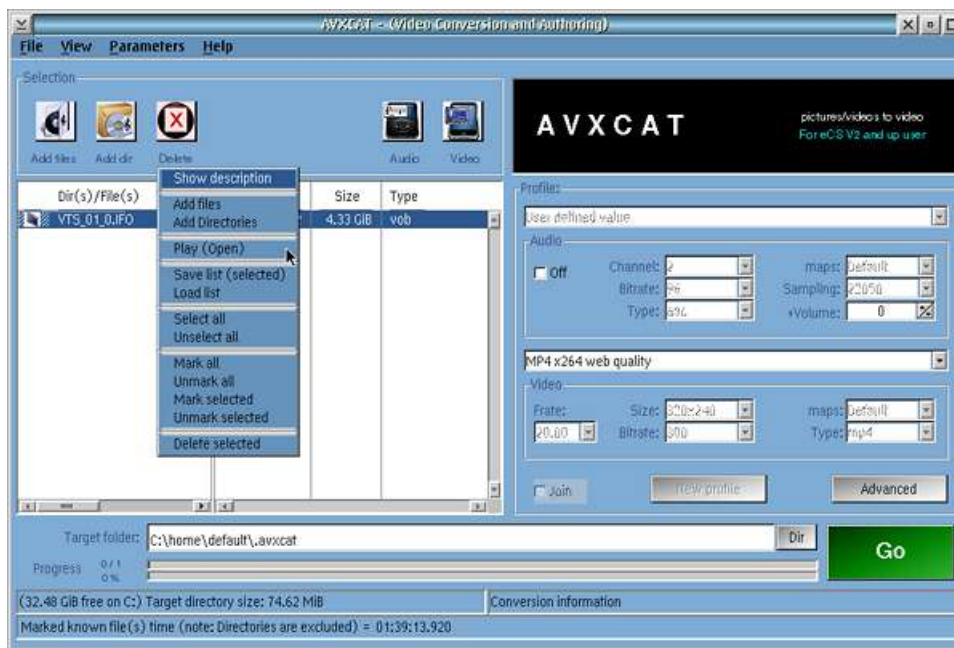 AVXCAT - (Video Conversion and Authoring)
File View Parameters Help
Selection
Add files Add dir Delete Audio Video
AVXCAT
pictures/videos to video
For eCS V2 and up user
Dir(s)/File(s) Size Type
VTS_01_0.IFO 4.33 GiB vob
Show description
Add files
Add Directories
Play (Open)
Save list (selected)
Load list
Select all
Unselect all
Mark all
Unmark all
Mark selected
Unmark selected
Delete selected
Profiles
User defined value
Audio
Off Channel: 2 maps: Default
Bitrate: 96 Sampling: 22050
Type: aac +Volume: 0
MP4 x264 web quality
Video
Frate: Size: 320x240 maps: Default
20.00 Bitrate: 300 Type: mp4
Join New profile Advanced
Target folder: C:\home\default\.avxcat Dir
Go
Progress 0/1
0 %
(32.48 GiB free on C:) Target directory size: 74.62 MiB Conversion information
Marked known file(s) time (note: Directories are excluded) = 01:39:13.920